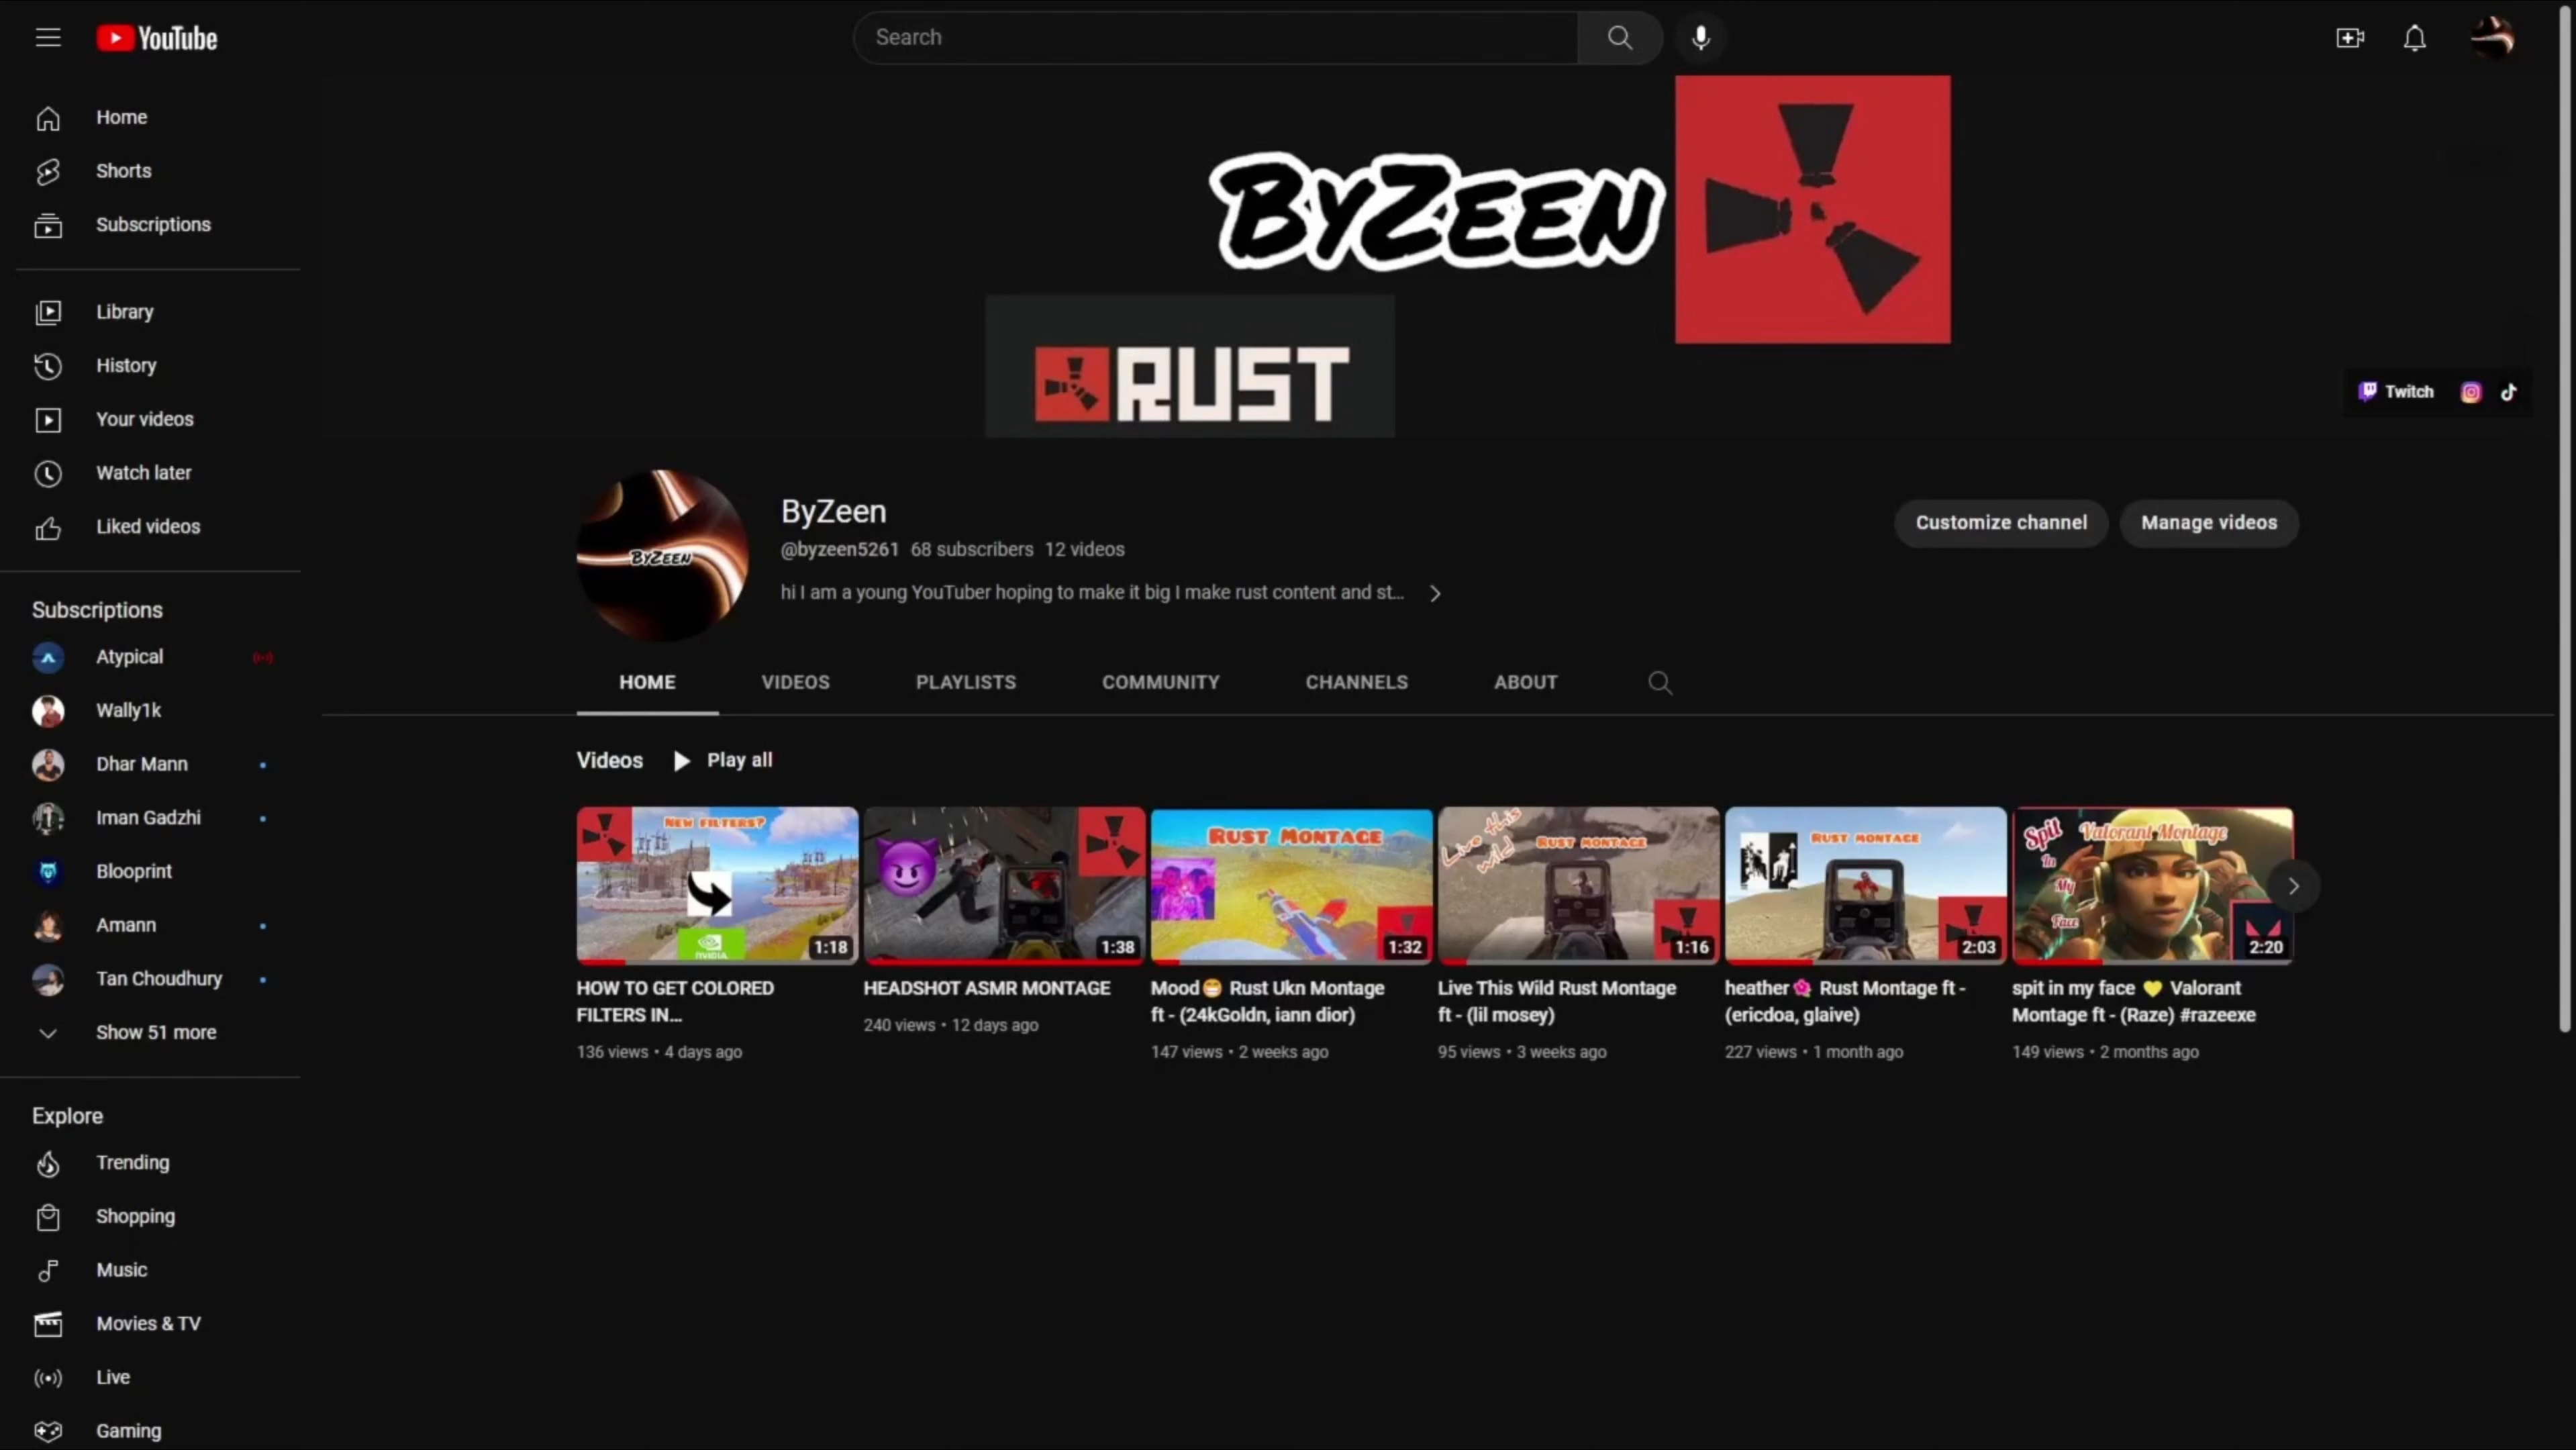 YouTube
Search
Home
Shorts
Subscriptions
Library
History
Your videos
Watch later
Liked videos
Subscriptions
Atypical
Wally1k
Dhar Mann
Iman Gadzhi
Blooprint
Amann
Tan Choudhury
Show 51 more
Explore
Trending
Shopping
Music
Movies & TV
Live
Gaming
ByZeen
RUST
Twitch
ByZeen
ByZeen
@byzeen5261 68 subscribers 12 videos
hi I am a young YouTuber hoping to make it big I make rust content and st...
Customize channel
Manage videos
HOME VIDEOS PLAYLISTS COMMUNITY CHANNELS ABOUT
Videos Play all
New filters?
NVIDIA
1:18
HOW TO GET COLORED
FILTERS IN...
136 views • 4 days ago
1:38
HEADSHOT ASMR MONTAGE
240 views • 12 days ago
Rust Montage
1:32
Mood😁 Rust Ukn Montage
ft - (24kGoldn, iann dior)
147 views • 2 weeks ago
Live this
wild
Rust Montage
1:16
Live This Wild Rust Montage
ft - (lil mosey)
95 views • 3 weeks ago
Rust Montage
2:03
heather🌺 Rust Montage ft -
(ericdoa, glaive)
227 views • 1 month ago
Spit
In
My
Face
Valorant Montage
2:20
spit in my face 💛 Valorant
Montage ft - (Raze) #razeexe
149 views • 2 months ago